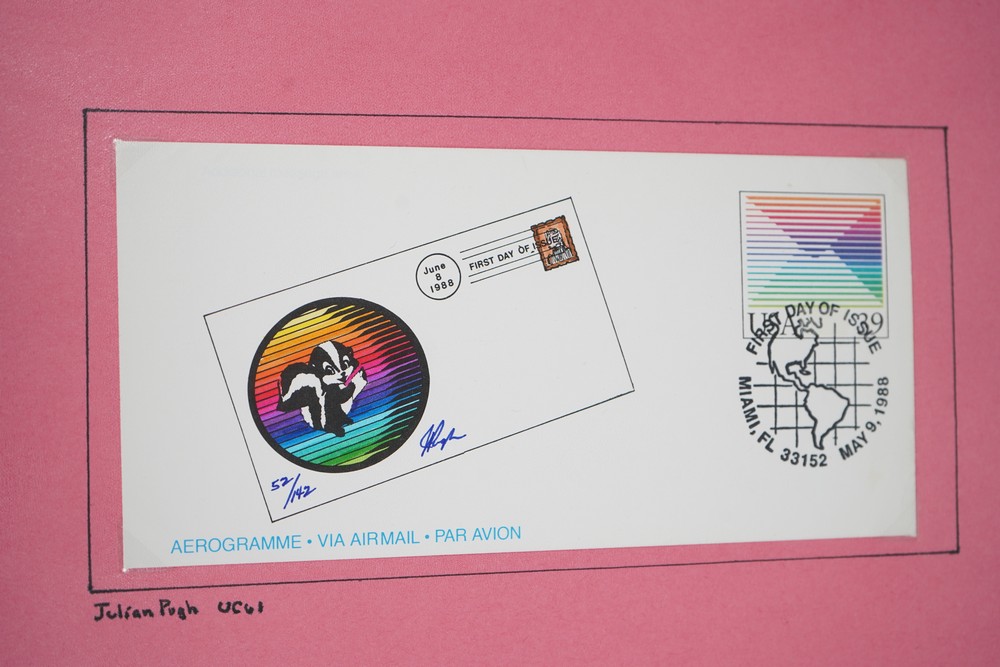 June
8
1988
FIRST DAY OF ISSUE
USA 39
FIRST DAY OF ISSUE
MIAMI, FL 33152 MAY 9, 1988
52/142
AEROGRAMME • VIA AIRMAIL • PAR AVION
Julian Pugh UC61